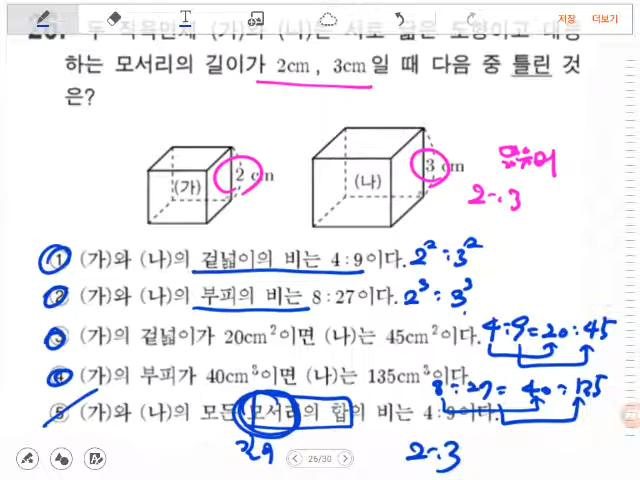 저장 더보기
두 직육면체 (가)와 (나)는 서로 닮은 도형이고 대응
하는 모서리의 길이가 2cm, 3cm일 때 다음 중 틀린 것
은?
(가) 2 cm
(나) 3 cm
2:3
① (가)와 (나)의 겉넓이의 비는 4:9이다. 2²:3²
② (가)와 (나)의 부피의 비는 8:27이다. 2³:3³
③ (가)의 겉넓이가 20cm²이면 (나)는 45cm²이다. 4:9=20:45
④ (가)의 부피가 40cm³이면 (나)는 135cm³이다. 8:27=40:135
⑤ (가)와 (나)의 모든 모서리의 합의 비는 4:9이다.
2:3
26/30